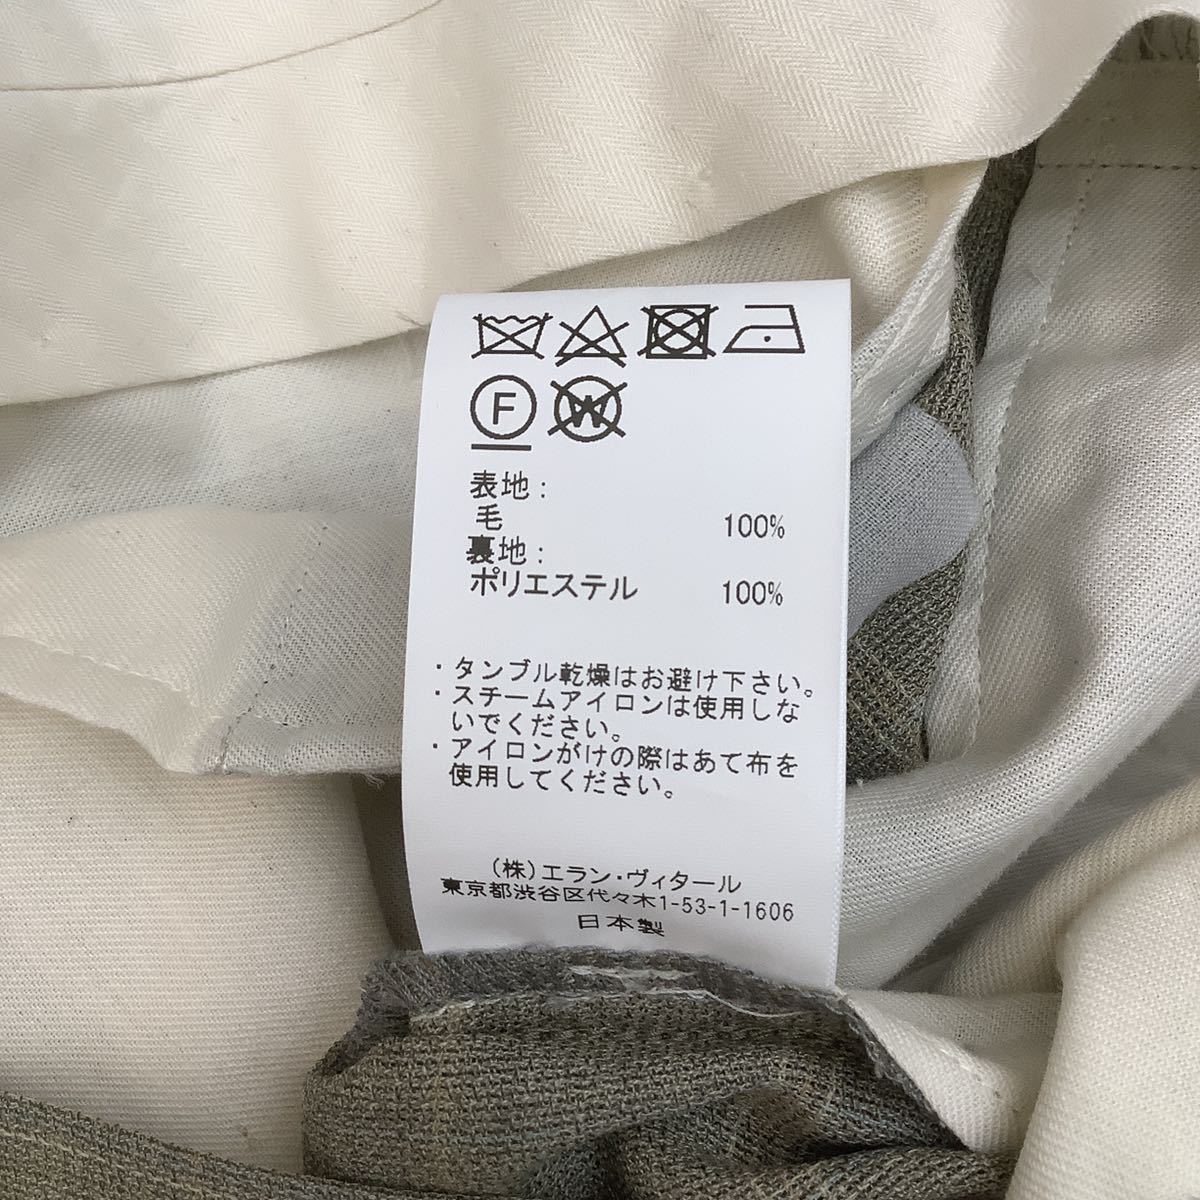 F W
表地:
毛 100%
裏地:
ポリエステル 100%
・タンブル乾燥はお避け下さい。
・スチームアイロンは使用しな
いでください。
・アイロンがけの際はあて布を
使用してください。
(株)エラン・ヴィタール
東京都渋谷区代々木1-53-1-1606
日本製